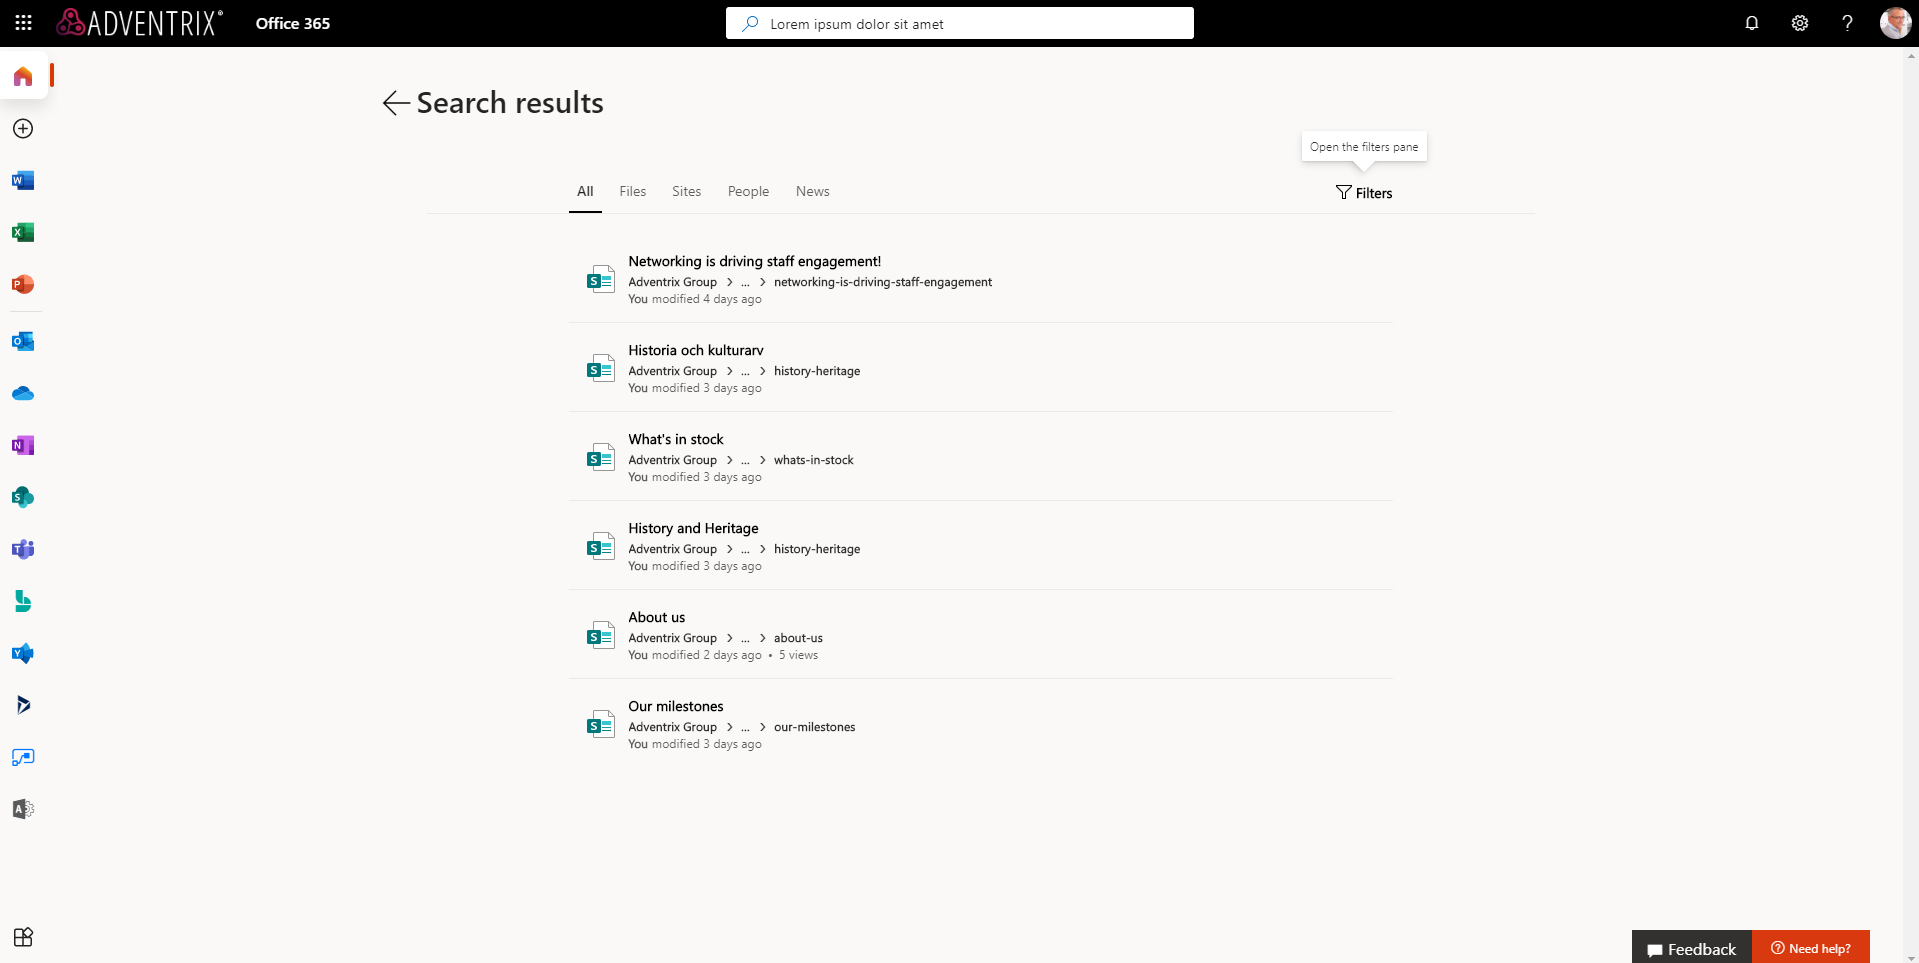 ADVENTRIX® Office 365 Lorem ipsum dolor sit amet
Search results
Open the filters pane
All Files Sites People News Filters
Networking is driving staff engagement!
Adventrix Group > ... > networking-is-driving-staff-engagement
You modified 4 days ago
Historia och kulturarv
Adventrix Group > ... > history-heritage
You modified 3 days ago
What's in stock
Adventrix Group > ... > whats-in-stock
You modified 3 days ago
History and Heritage
Adventrix Group > ... > history-heritage
You modified 3 days ago
About us
Adventrix Group > ... > about-us
You modified 2 days ago • 5 views
Our milestones
Adventrix Group > ... > our-milestones
You modified 3 days ago
Feedback Need help?